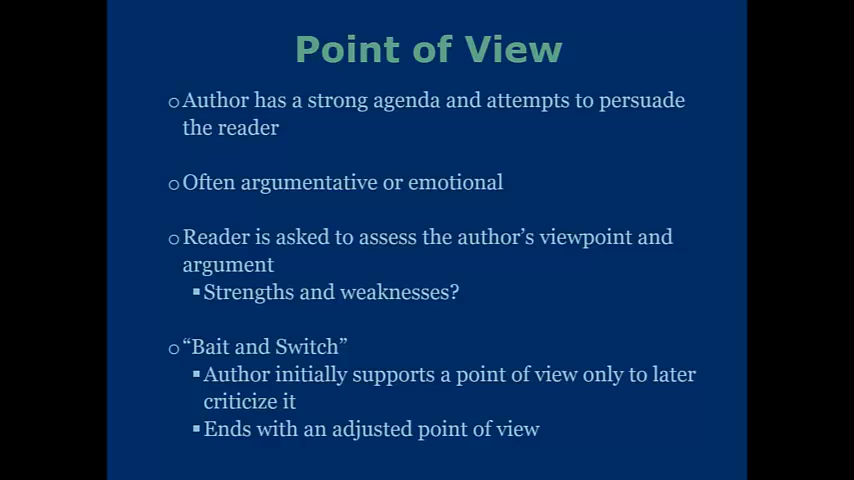 Point of View
○Author has a strong agenda and attempts to persuade
the reader
○Often argumentative or emotional
○Reader is asked to assess the author’s viewpoint and
argument
▪Strengths and weaknesses?
○“Bait and Switch”
▪Author initially supports a point of view only to later
criticize it
▪Ends with an adjusted point of view